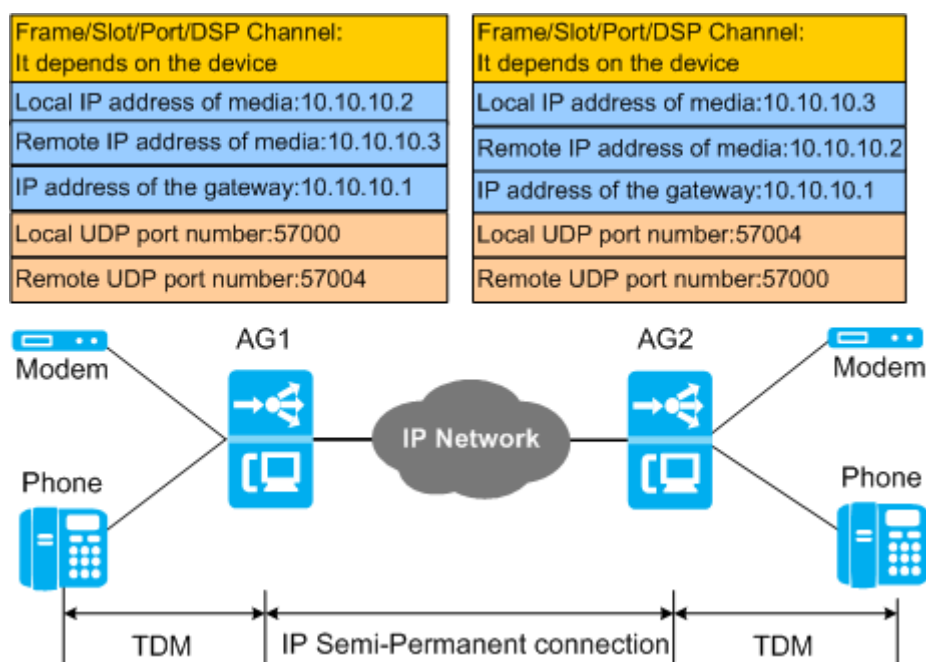 Frame/Slot/Port/DSP Channel:
It depends on the device
Local IP address of media:10.10.10.2
Remote IP address of media:10.10.10.3
IP address of the gateway:10.10.10.1
Local UDP port number:57000
Remote UDP port number:57004
Frame/Slot/Port/DSP Channel:
It depends on the device
Local IP address of media:10.10.10.3
Remote IP address of media:10.10.10.2
IP address of the gateway:10.10.10.1
Local UDP port number:57004
Remote UDP port number:57000
AG1
AG2
Modem
Modem
IP Network
Phone
Phone
TDM
IP Semi-Permanent connection
TDM